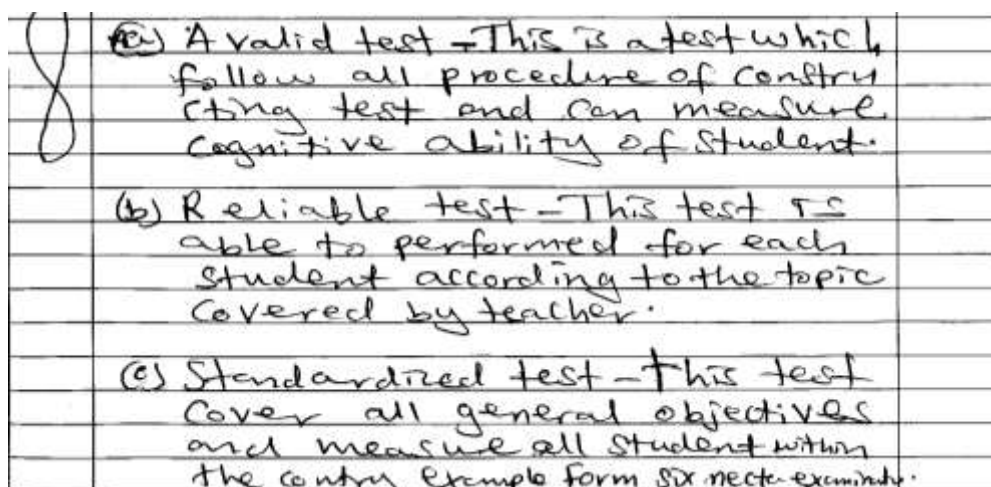 8 (a) A valid test - This is a test which
follow all procedure of constru
cting test and can measure
cognitive ability of student.
(b) Reliable test - This test is
able to performed for each
student according to the topic
covered by teacher.
(c) Standardized test - This test
cover all general objectives
and measure all student within
the contry example form six necta